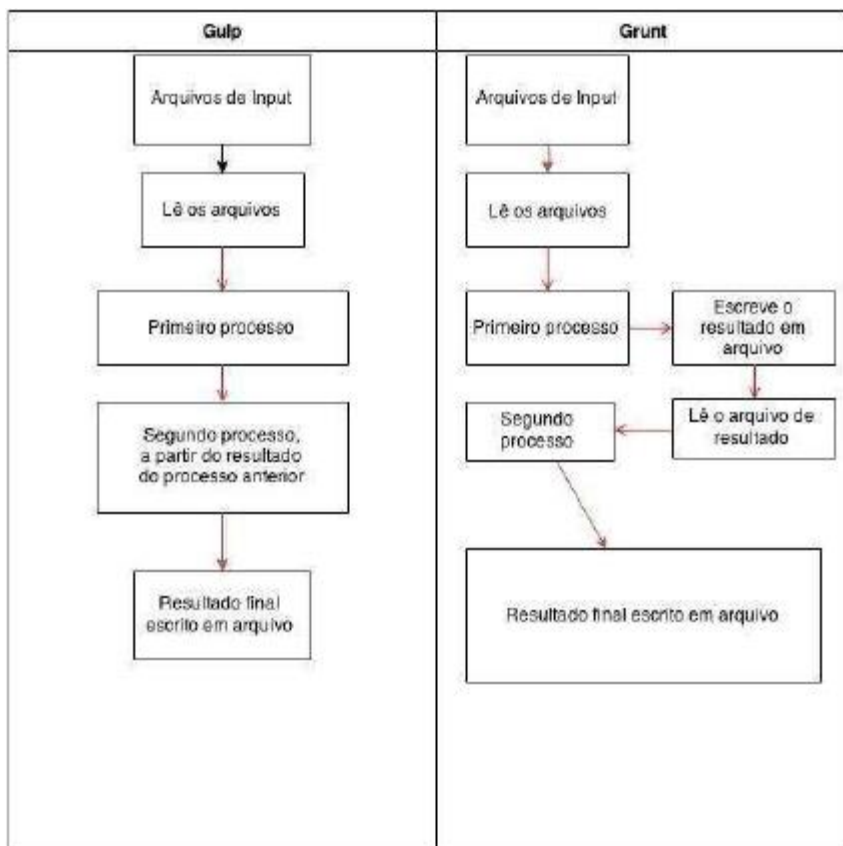 Gulp
Arquivos de Input
Lê os arquivos
Primeiro processo
Segundo processo,
a partir do resultado
do processo anterior
Resultado final
escrito em arquivo
Grunt
Arquivos de Input
Lê os arquivos
Primeiro processo
Escreve o
resultado em
arquivo
Lê o arquivo de
resultado
Segundo
processo
Resultado final escrito em arquivo